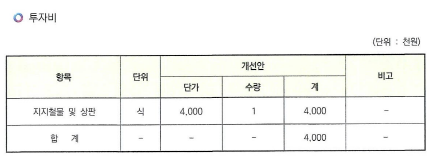 투자비
(단위 : 천원)
항목 단위 개선안 비고
단가 수량 계
지지철물 및 상판 식 4,000 1 4,000 -
합 계 - - - 4,000 -